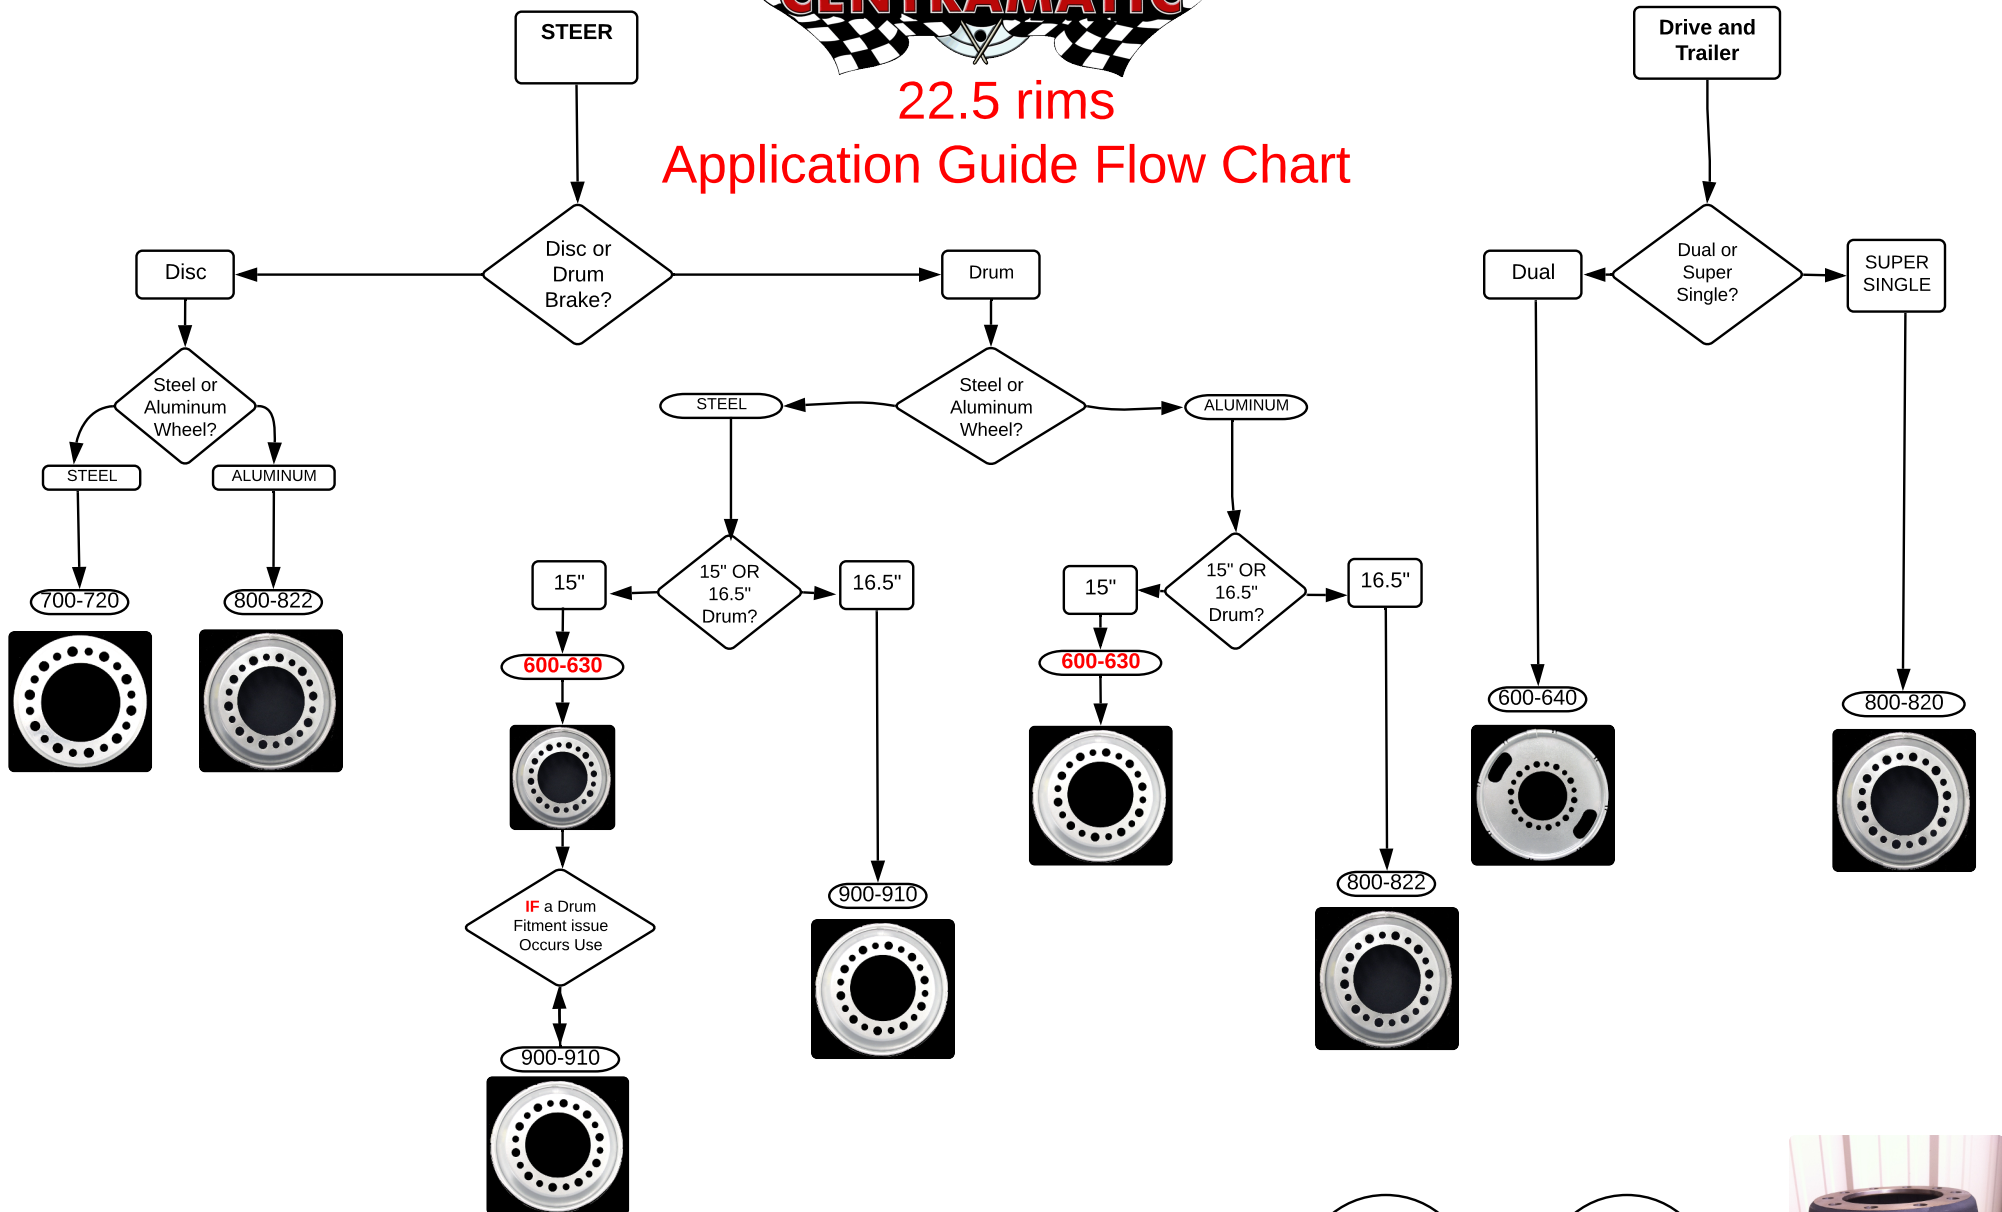 CENTRAMATIC
STEER
Drive and
Trailer
22.5 rims
Application Guide Flow Chart
Disc or
Drum
Brake?
Disc
Drum
Dual
Dual or
Super
Single?
SUPER
SINGLE
Steel or
Aluminum
Wheel?
STEEL
ALUMINUM
700-720
800-822
Steel or
Aluminum
Wheel?
STEEL
ALUMINUM
15" OR
16.5"
Drum?
15"
16.5"
600-630
IF a Drum
Fitment issue
Occurs Use
900-910
900-910
15" OR
16.5"
Drum?
15"
16.5"
600-630
800-822
600-640
800-820